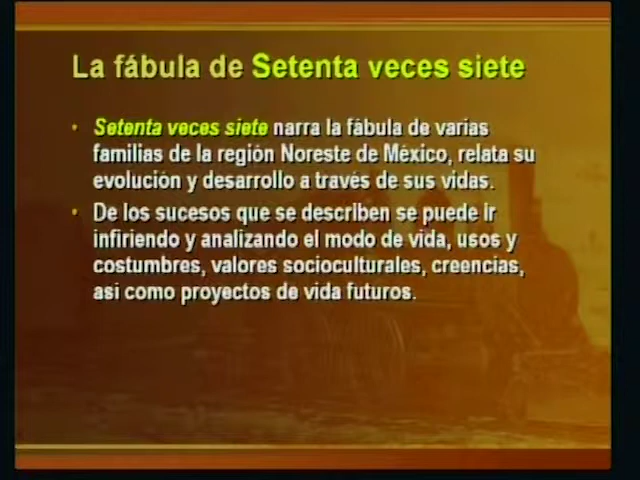 La fábula de Setenta veces siete
• Setenta veces siete narra la fábula de varias
familias de la región Noreste de México, relata su
evolución y desarrollo a través de sus vidas.
• De los sucesos que se describen se puede ir
infiriendo y analizando el modo de vida, usos y
costumbres, valores socioculturales, creencias,
asi como proyectos de vida futuros.